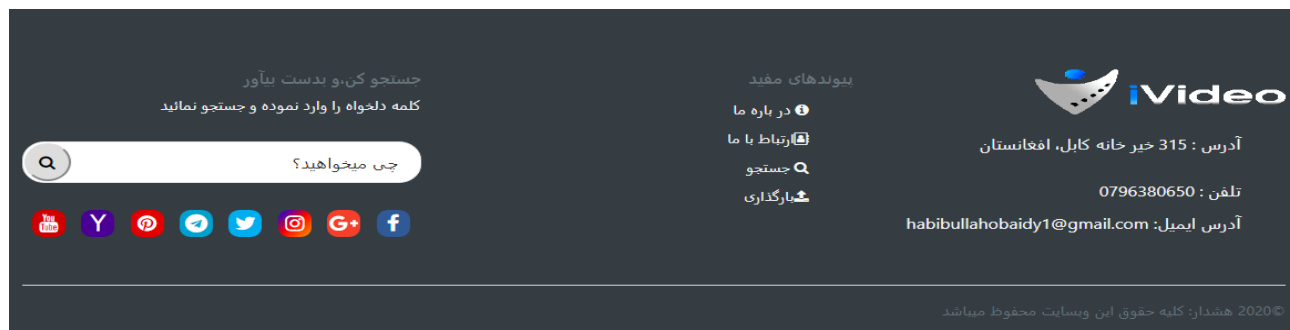 iVideo
آدرس : 315 خیر خانه کابل، افغانستان
تلفن : 0796380650
آدرس ایمیل: habibullahobaidy1@gmail.com
پیوندهای مفید
در باره ما
ارتباط با ما
جستجو
بارگذاری
جستجو کن،و بدست بیآور
کلمه دلخواه را وارد نموده و جستجو نمائید
چی میخواهید؟
f
G+
Y
You Tube
©2020 هشدار: کلیه حقوق این وبسایت محفوظ میباشد